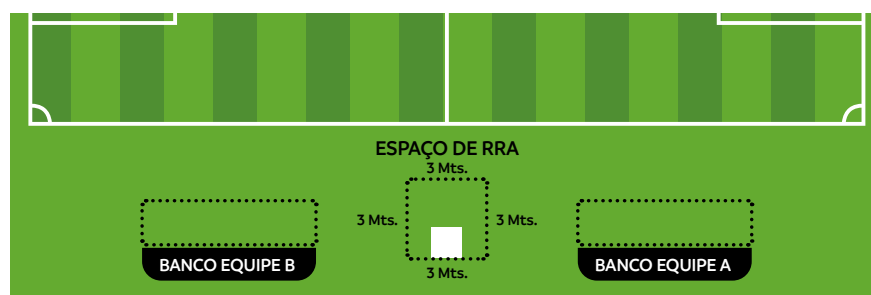 ESPAÇO DE RRA
3 Mts.
3 Mts.
3 Mts.
BANCO EQUIPE B
BANCO EQUIPE A
3 Mts.